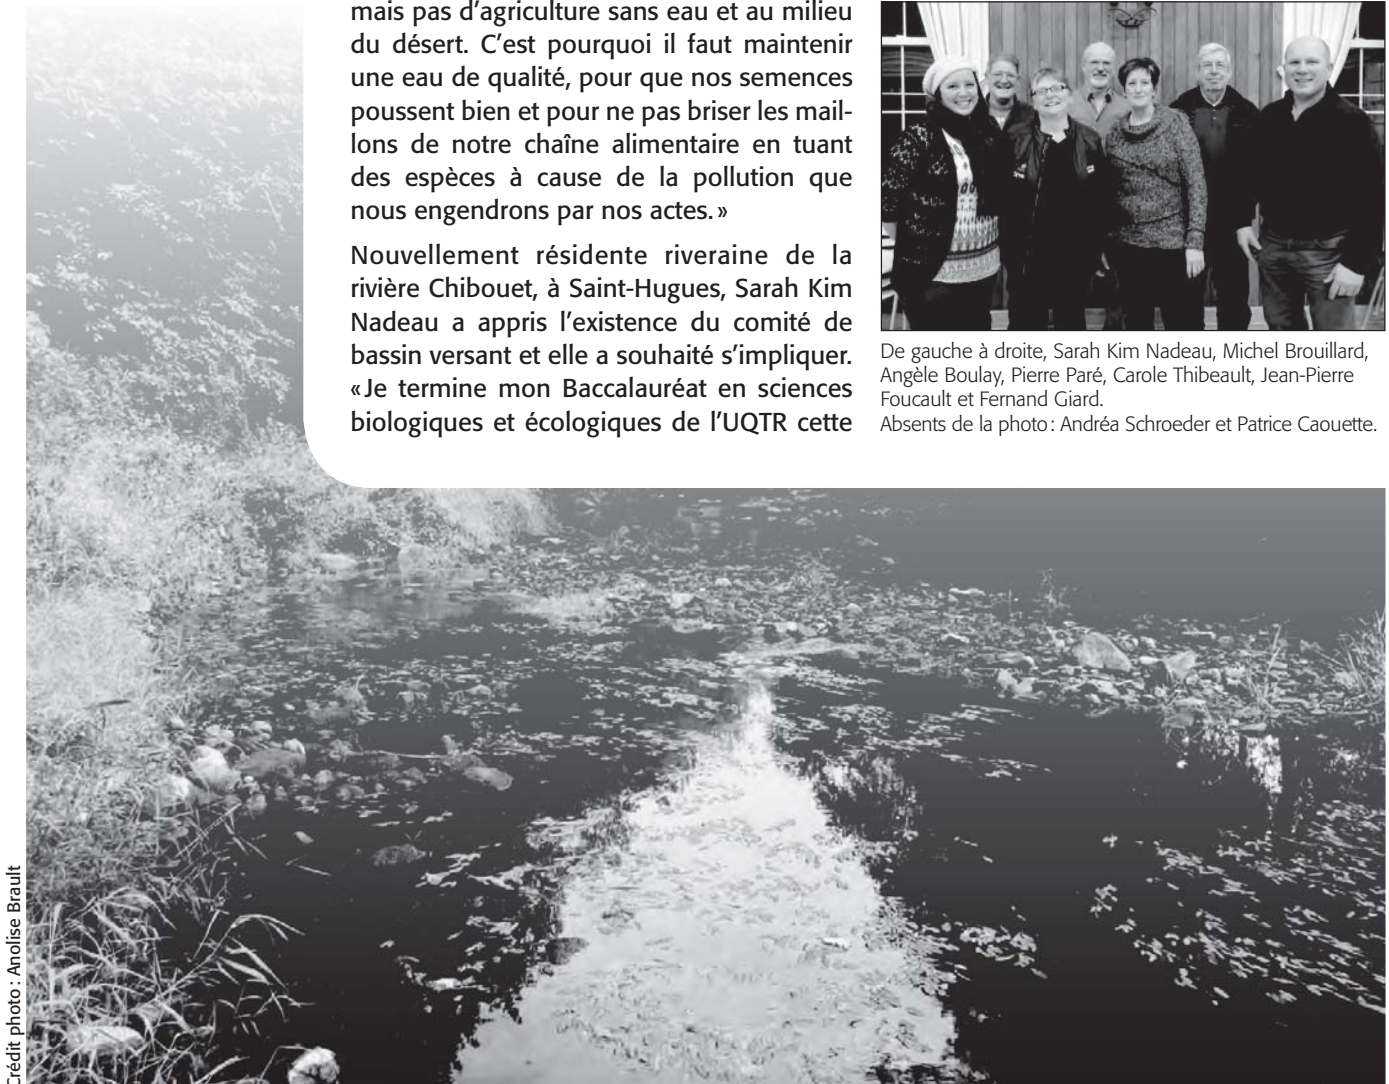 mais pas d’agriculture sans eau et au milieu
du désert. C’est pourquoi il faut maintenir
une eau de qualité, pour que nos semences
poussent bien et pour ne pas briser les mail-
lons de notre chaîne alimentaire en tuant
des espèces à cause de la pollution que
nous engendrons par nos actes. »
Nouvellement résidente riveraine de la
rivière Chibouet, à Saint-Hugues, Sarah Kim
Nadeau a appris l’existence du comité de
bassin versant et elle a souhaité s’impliquer.
« Je termine mon Baccalauréat en sciences
biologiques et écologiques de l’UQTR cette
De gauche à droite, Sarah Kim Nadeau, Michel Brouillard,
Angèle Boulay, Pierre Paré, Carole Thibeault, Jean-Pierre
Foucault et Fernand Giard.
Absents de la photo : Andréa Schroeder et Patrice Caouette.
Crédit photo : Anolise Brault